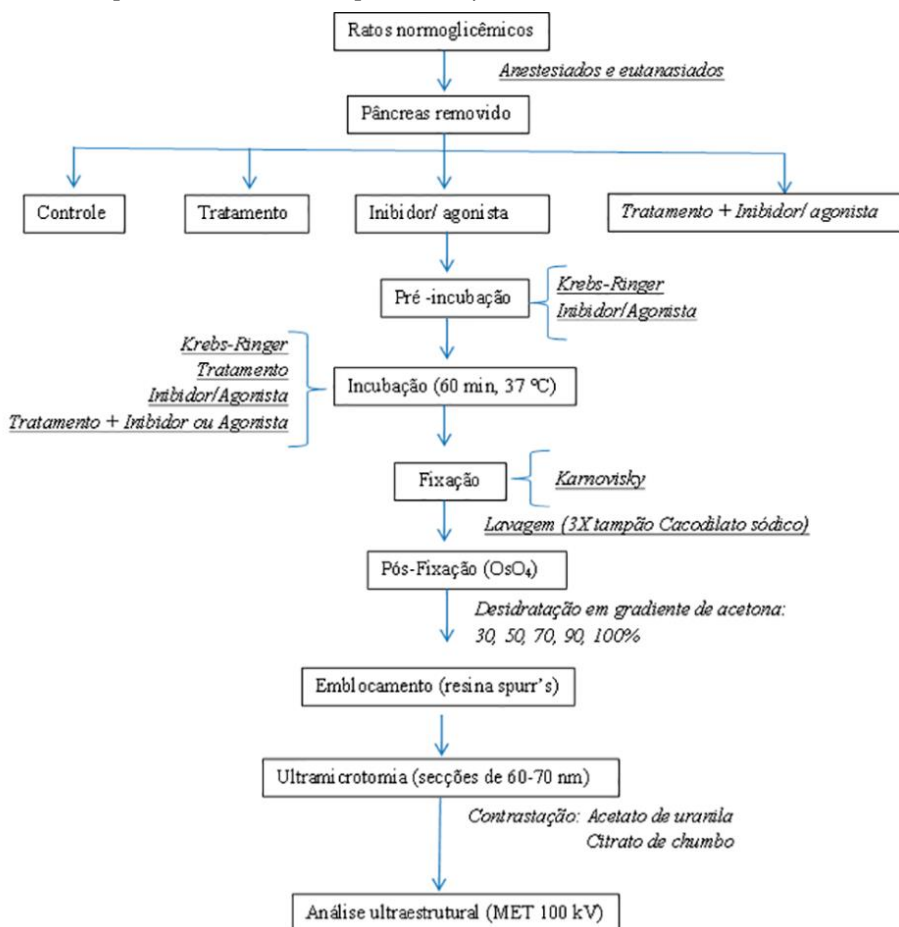 Ratos normoglicêmicos
Anestesiados e eutanasiados
Pâncreas removido
Controle
Tratamento
Inibidor/ agonista
Tratamento + Inibidor/ agonista
Pré -incubação
Krebs-Ringer
Inibidor/Agonista
Krebs-Ringer
Tratamento
Inibidor/Agonista
Tratamento + Inibidor ou Agonista
Incubação (60 min, 37 ºC)
Fixação
Karnovisky
Lavagem (3X tampão Cacodilato sódico)
Pós-Fixação (OsO₄)
Desidratação em gradiente de acetona:
30, 50, 70, 90, 100%
Emblocamento (resina spurr’s)
Ultramicrotomia (secções de 60-70 nm)
Contrastação: Acetato de uranila
Citrato de chumbo
Análise ultraestrutural (MET 100 kV)